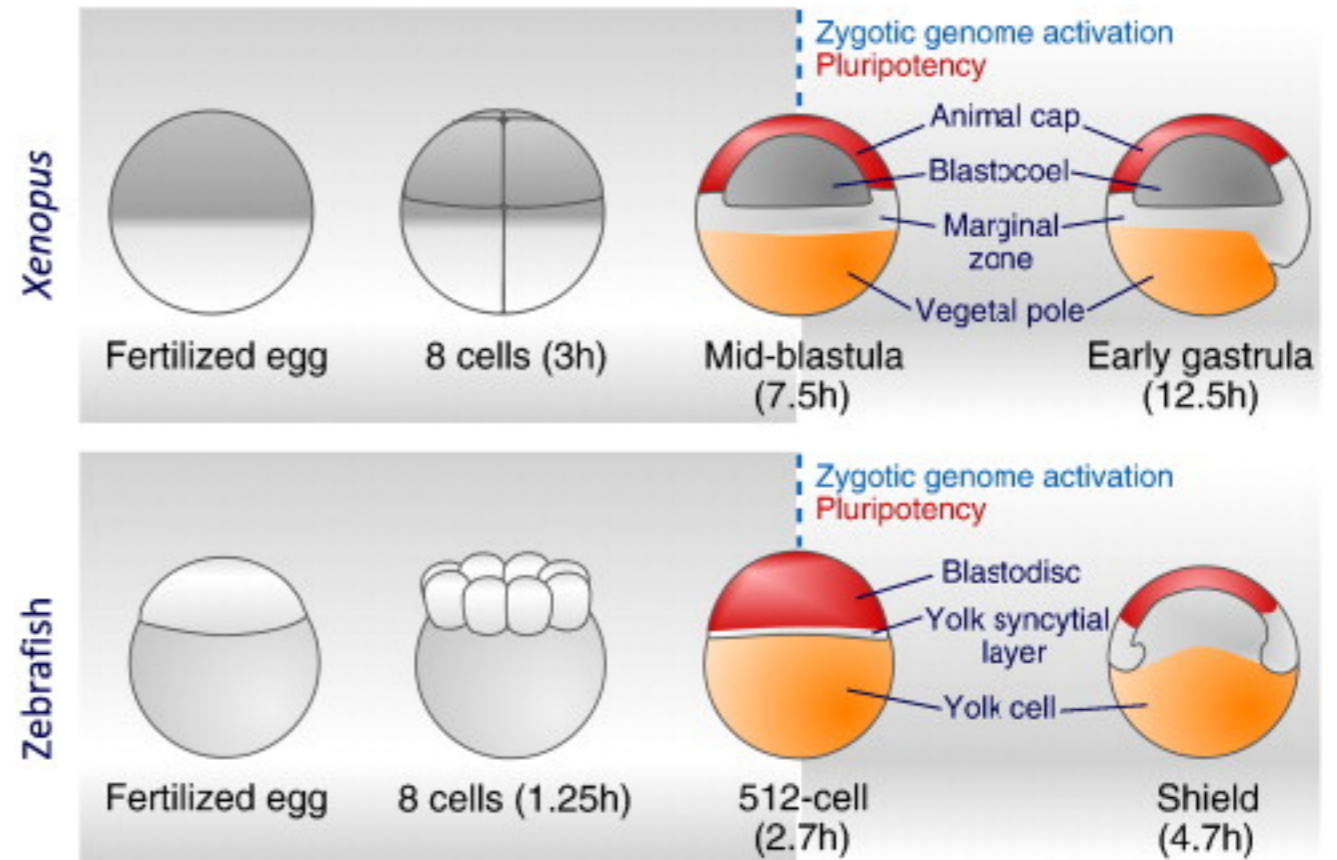 Xenopus
Zygotic genome activation
Pluripotency
Animal cap
Blastocoel
Marginal
zone
Vegetal pole
Fertilized egg
8 cells (3h)
Mid-blastula
(7.5h)
Early gastrula
(12.5h)
Zebrafish
Zygotic genome activation
Pluripotency
Blastodisc
Yolk syncytial
layer
Yolk cell
Fertilized egg
8 cells (1.25h)
512-cell
(2.7h)
Shield
(4.7h)